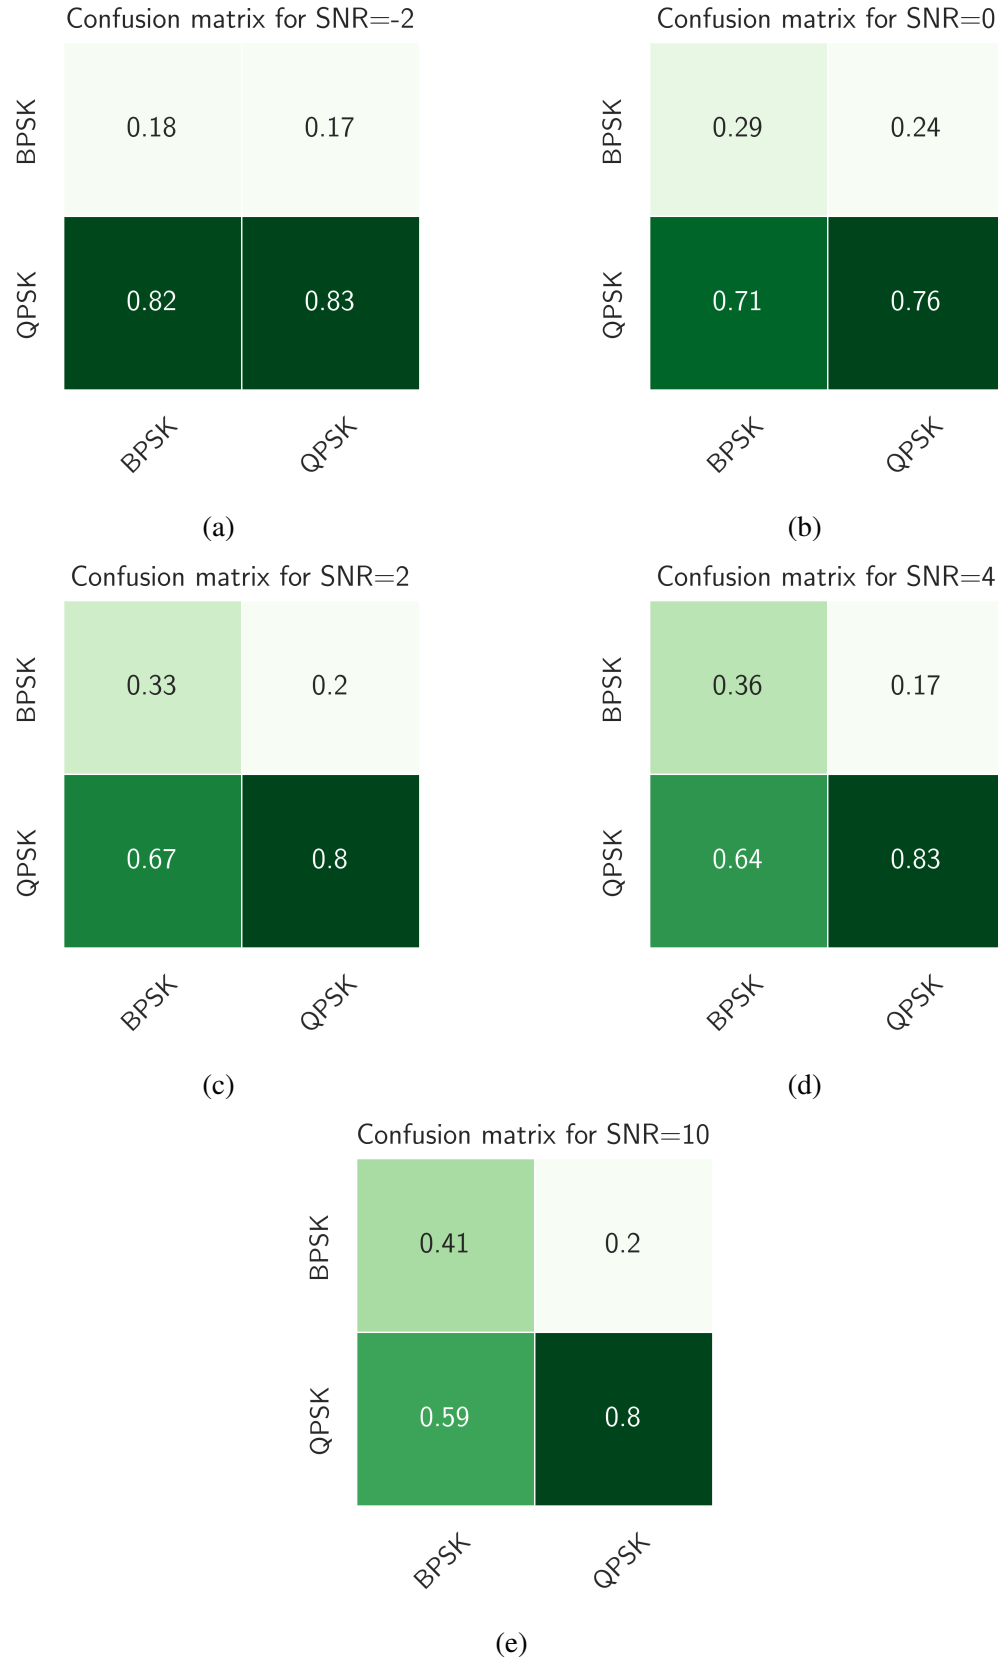 Confusion matrix for SNR=-2
BPSK
0.18 0.17
QPSK
0.82 0.83
BPSK QPSK
(a)
Confusion matrix for SNR=0
BPSK
0.29 0.24
QPSK
0.71 0.76
BPSK QPSK
(b)
Confusion matrix for SNR=2
BPSK
0.33 0.2
QPSK
0.67 0.8
BPSK QPSK
(c)
Confusion matrix for SNR=4
BPSK
0.36 0.17
QPSK
0.64 0.83
BPSK QPSK
(d)
Confusion matrix for SNR=10
BPSK
0.41 0.2
QPSK
0.59 0.8
BPSK QPSK
(e)